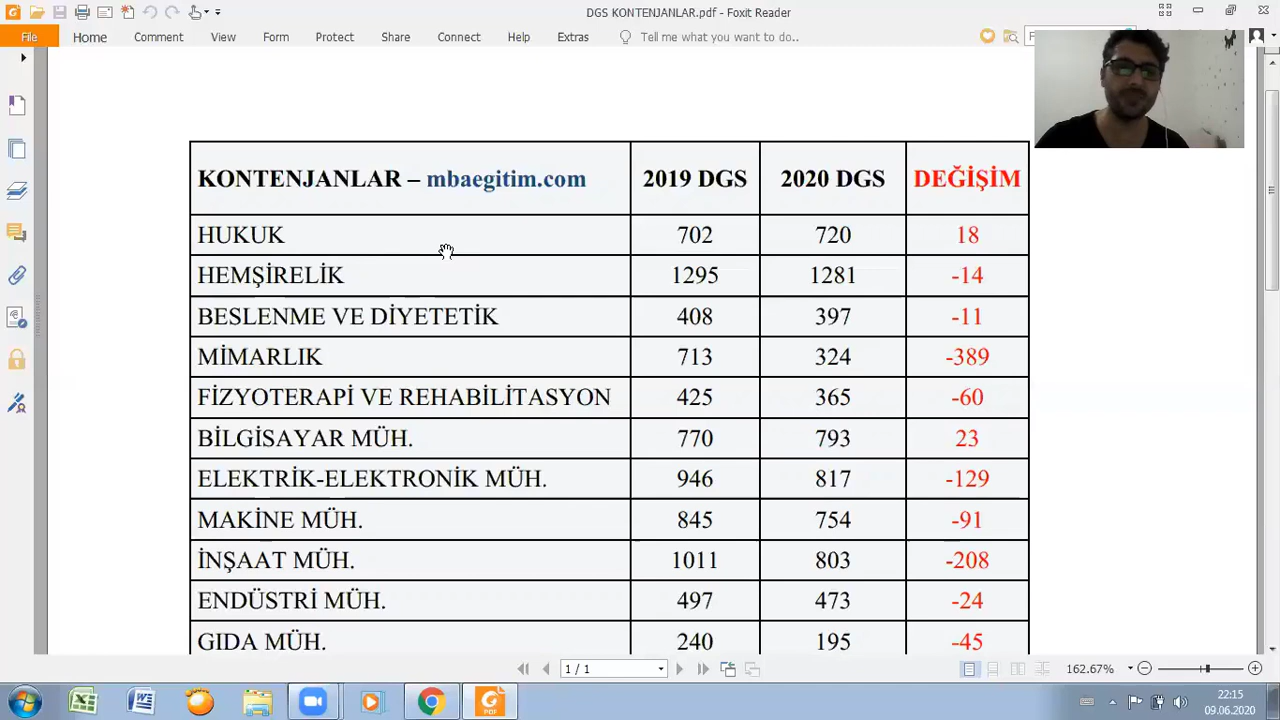 DGS KONTENJANLAR.pdf - Foxit Reader
File Home Comment View Form Protect Share Connect Help Extras Tell me what you want to do..
KONTENJANLAR – mbaegitim.com 2019 DGS 2020 DGS DEĞİŞİM
HUKUK 702 720 18
HEMŞİRELİK 1295 1281 -14
BESLENME VE DİYETETİK 408 397 -11
MİMARLIK 713 324 -389
FİZYOTERAPİ VE REHABİLİTASYON 425 365 -60
BİLGİSAYAR MÜH. 770 793 23
ELEKTRİK-ELEKTRONİK MÜH. 946 817 -129
MAKİNE MÜH. 845 754 -91
İNŞAAT MÜH. 1011 803 -208
ENDÜSTRİ MÜH. 497 473 -24
GIDA MÜH. 240 195 -45
1 / 1 162.67%
22:15
09.06.2020